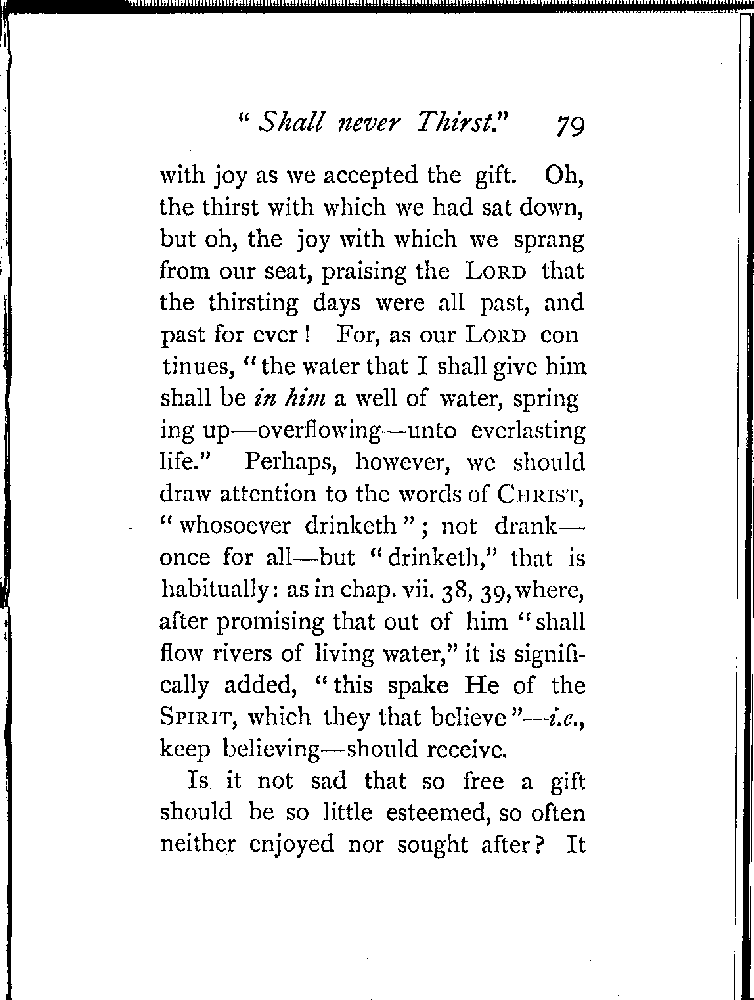 “ Shall never Thirst.” 79
with joy as we accepted the gift. Oh,
the thirst with which we had sat down,
but oh, the joy with which we sprang
from our seat, praising the LORD that
the thirsting days were all past, and
past for ever ! For, as our LORD con
tinues, “the water that I shall give him
shall be in him a well of water, spring
ing up—overflowing—unto everlasting
life.” Perhaps, however, we should
draw attention to the words of CHRIST,
“whosoever drinketh”; not drank—
once for all—but “drinketh,” that is
habitually: as in chap. vii. 38, 39, where,
after promising that out of him “shall
flow rivers of living water,” it is signifi-
cally added, “this spake He of the
SPIRIT, which they that believe”—i.e.,
keep believing—should receive.
Is it not sad that so free a gift
should be so little esteemed, so often
neither enjoyed nor sought after? It